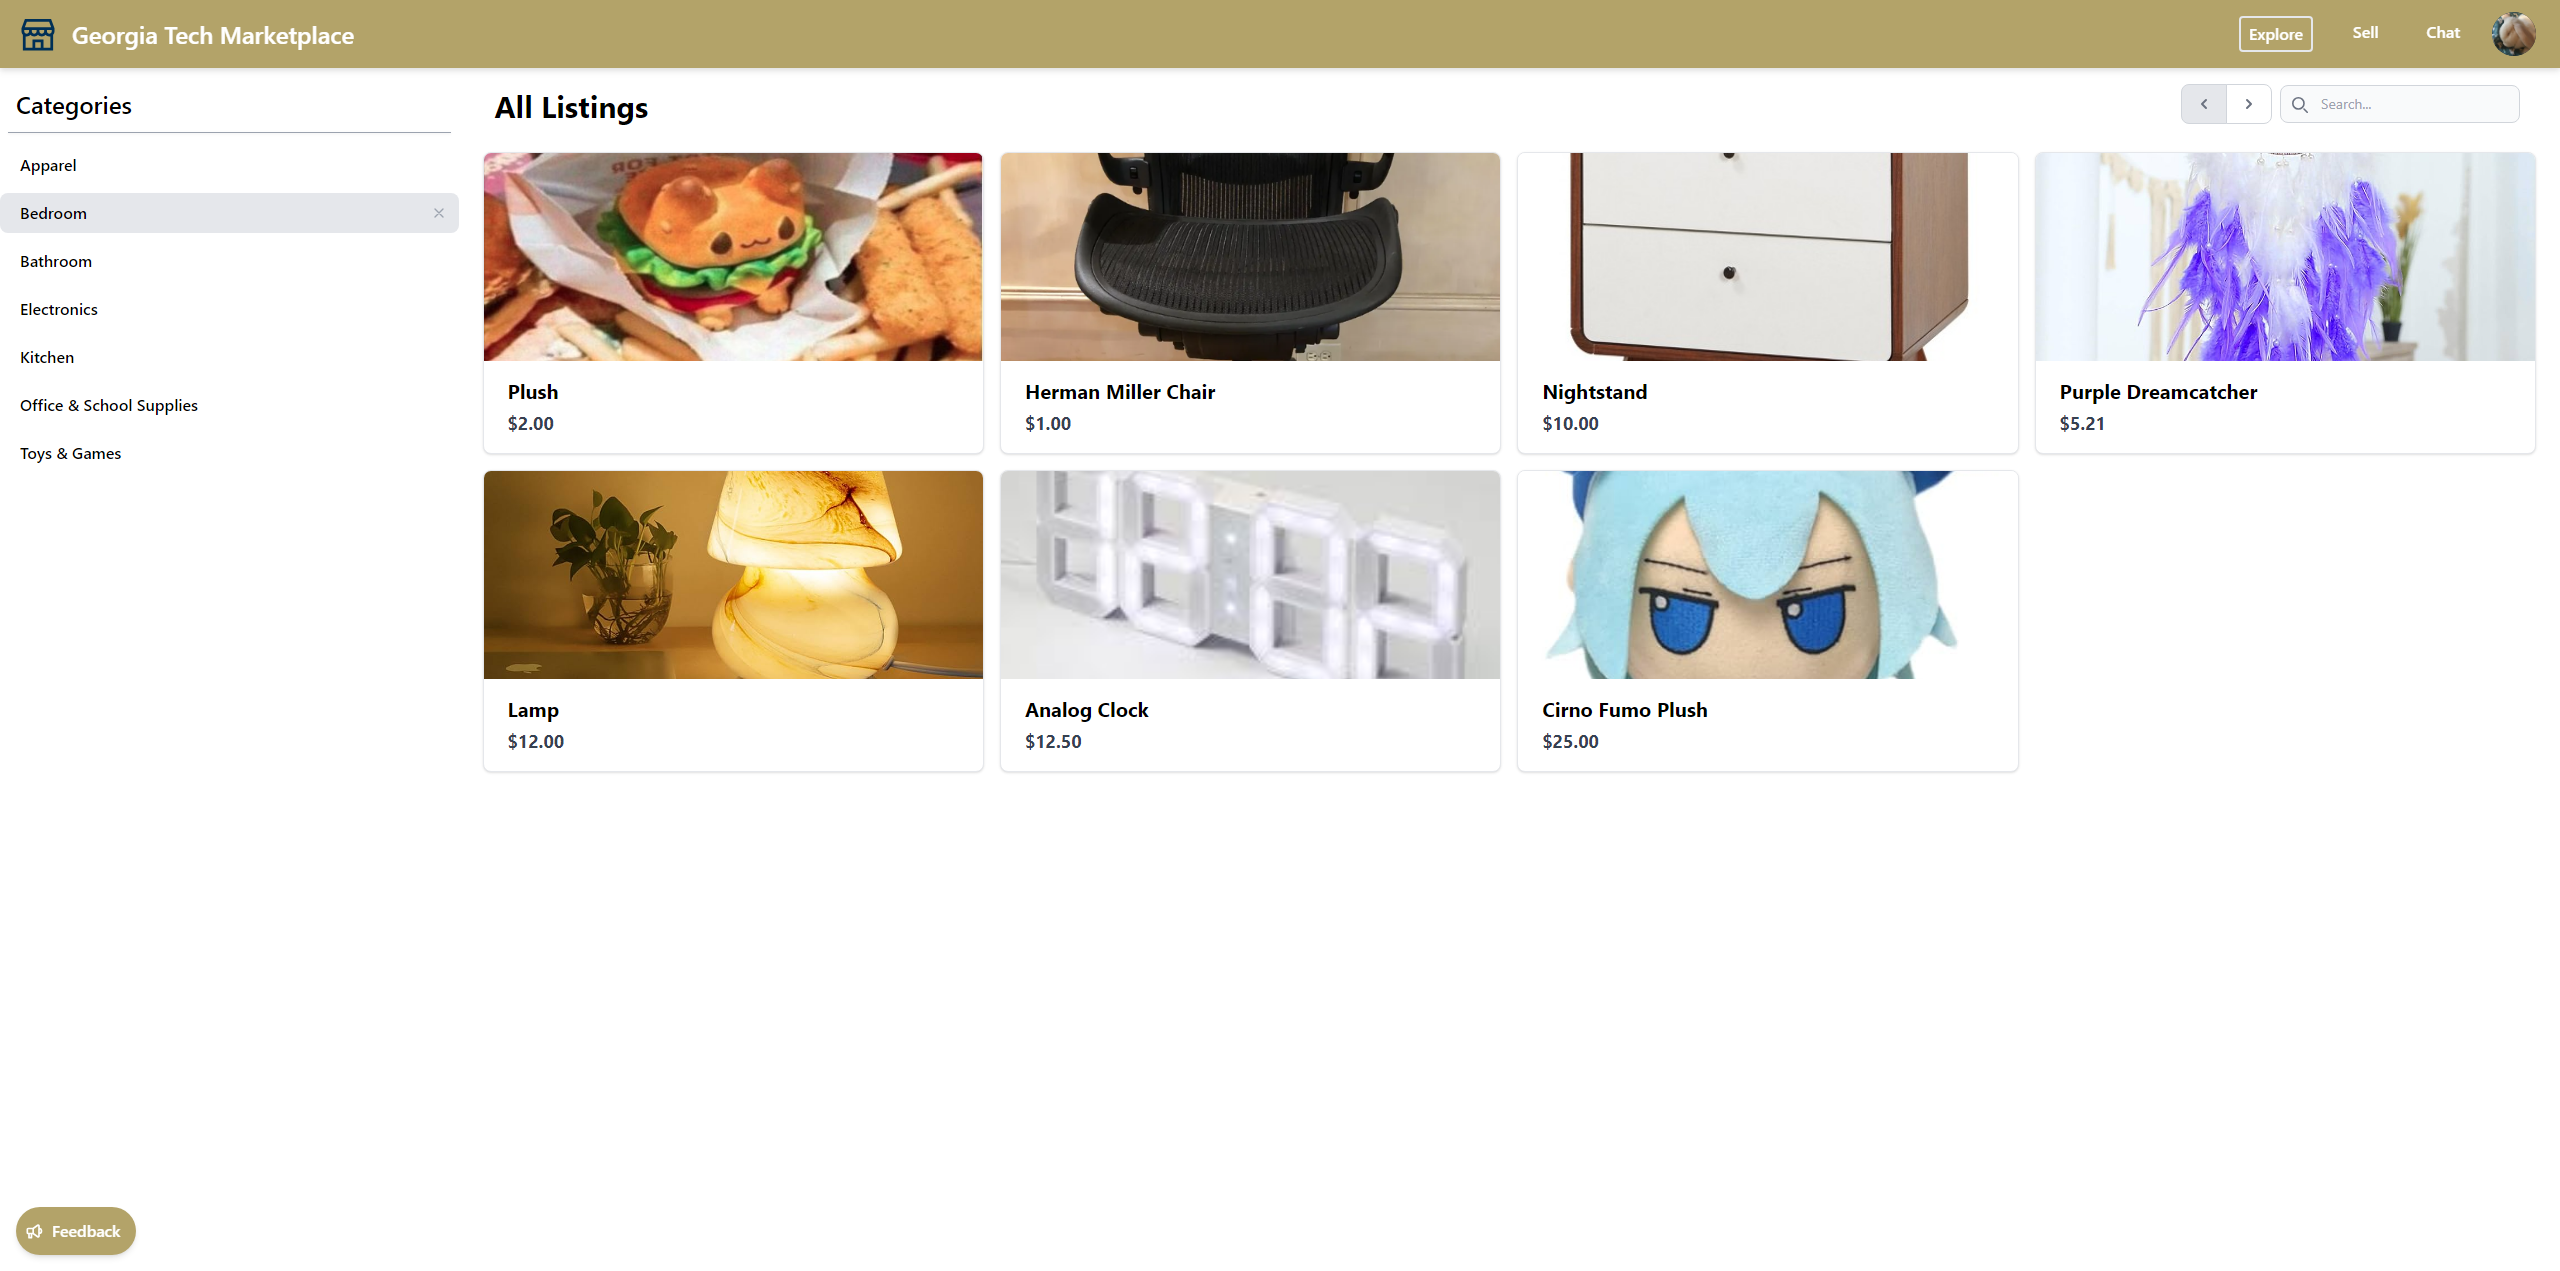 Georgia Tech Marketplace
Explore
Sell
Chat
Categories
Apparel
Bedroom
Bathroom
Electronics
Kitchen
Office & School Supplies
Toys & Games
All Listings
Search...
Plush
$2.00
Herman Miller Chair
$1.00
Nightstand
$10.00
Purple Dreamcatcher
$5.21
Lamp
$12.00
Analog Clock
$12.50
Cirno Fumo Plush
$25.00
Feedback